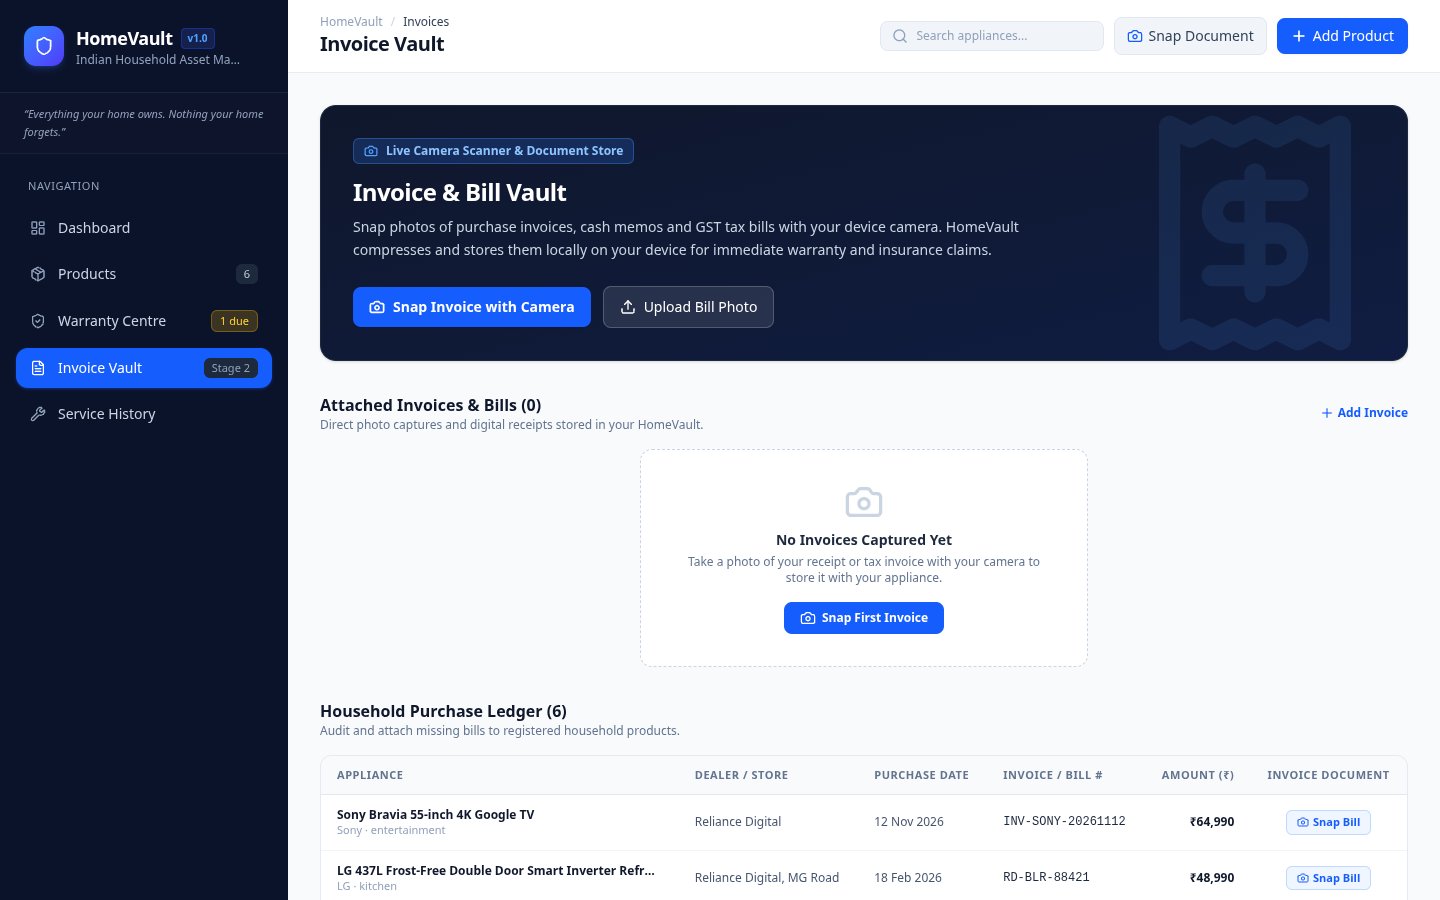 HomeVault v1.0
Indian Household Asset Ma...
“Everything your home owns. Nothing your home
forgets.”
NAVIGATION
Dashboard
Products 6
Warranty Centre 1 due
Invoice Vault Stage 2
Service History
HomeVault / Invoices
Invoice Vault
Search appliances...
Snap Document
Add Product
Live Camera Scanner & Document Store
Invoice & Bill Vault
Snap photos of purchase invoices, cash memos and GST tax bills with your device camera. HomeVault
compresses and stores them locally on your device for immediate warranty and insurance claims.
Snap Invoice with Camera
Upload Bill Photo
$
Attached Invoices & Bills (0)
Direct photo captures and digital receipts stored in your HomeVault.
Add Invoice
No Invoices Captured Yet
Take a photo of your receipt or tax invoice with your camera to
store it with your appliance.
Snap First Invoice
Household Purchase Ledger (6)
Audit and attach missing bills to registered household products.
APPLIANCE DEALER / STORE PURCHASE DATE INVOICE / BILL # AMOUNT (₹) INVOICE DOCUMENT
Sony Bravia 55-inch 4K Google TV
Sony · entertainment
Reliance Digital 12 Nov 2026 INV-SONY-20261112 ₹64,990 Snap Bill
LG 437L Frost-Free Double Door Smart Inverter Refr...
LG · kitchen
Reliance Digital, MG Road 18 Feb 2026 RD-BLR-88421 ₹48,990 Snap Bill